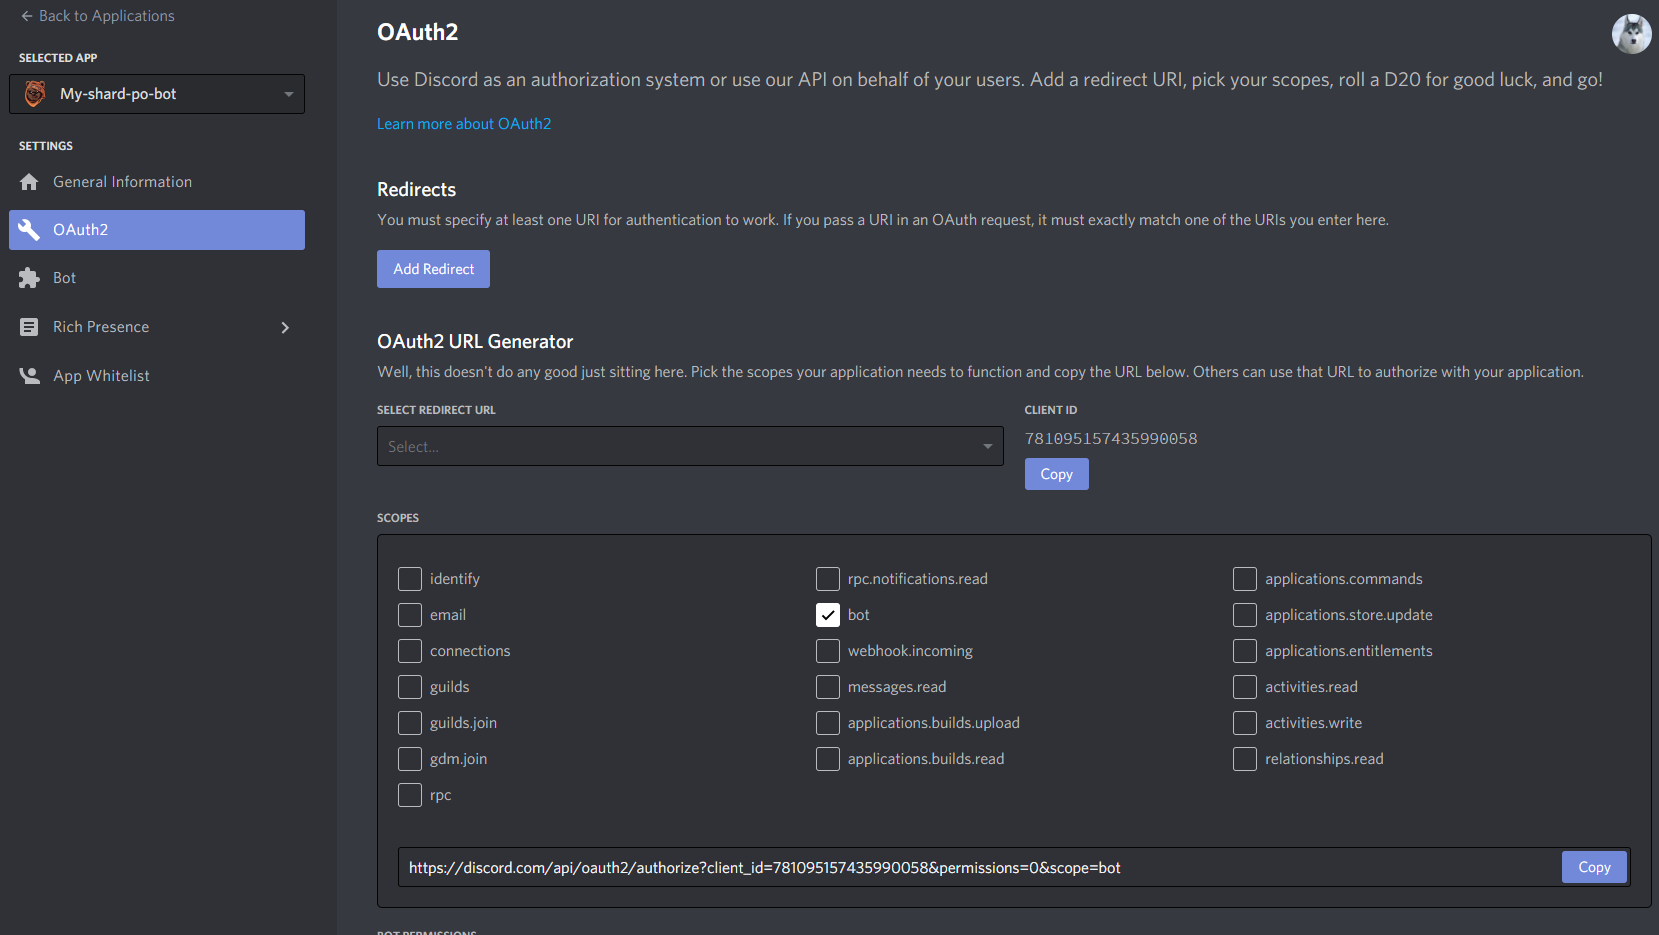 Back to Applications
SELECTED APP
My-shard-po-bot
SETTINGS
General Information
OAuth2
Bot
Rich Presence
App Whitelist
OAuth2
Use Discord as an authorization system or use our API on behalf of your users. Add a redirect URI, pick your scopes, roll a D20 for good luck, and go!
Learn more about OAuth2
Redirects
You must specify at least one URI for authentication to work. If you pass a URI in an OAuth request, it must exactly match one of the URIs you enter here.
Add Redirect
OAuth2 URL Generator
Well, this doesn't do any good just sitting here. Pick the scopes your application needs to function and copy the URL below. Others can use that URL to authorize with your application.
SELECT REDIRECT URL
Select...
CLIENT ID
781095157435990058
Copy
SCOPES
identify
email
connections
guilds
guilds.join
gdm.join
rpc
rpc.notifications.read
bot
webhook.incoming
messages.read
applications.builds.upload
applications.builds.read
applications.commands
applications.store.update
applications.entitlements
activities.read
activities.write
relationships.read
https://discord.com/api/oauth2/authorize?client_id=781095157435990058&permissions=0&scope=bot
Copy
BOT PERMISSIONS